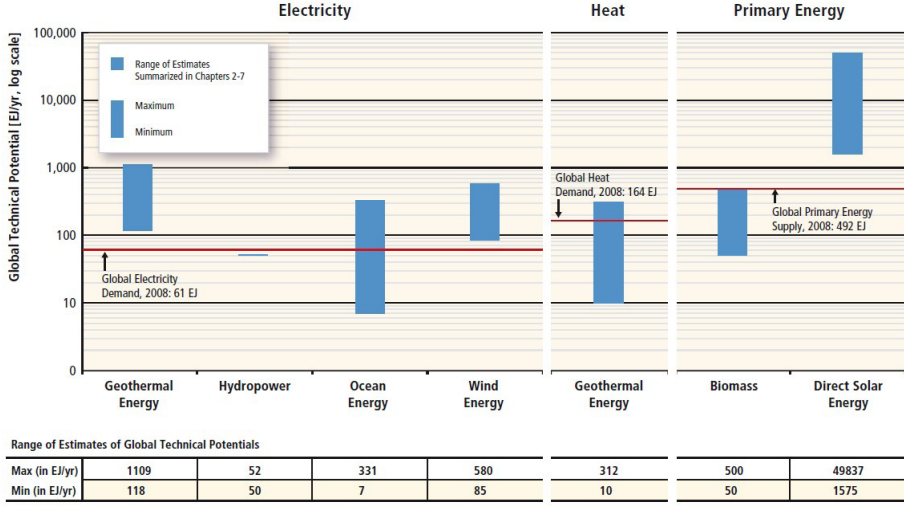 Electricity Heat Primary Energy
Global Technical Potential [EJ/yr, log scale]
100,000
10,000
1,000
100
10
0
Range of Estimates
Summarized in Chapters 2-7
Maximum
Minimum
Global Electricity
Demand, 2008: 61 EJ
Global Heat
Demand, 2008: 164 EJ
Global Primary Energy
Supply, 2008: 492 EJ
Geothermal
Energy
Hydropower
Ocean
Energy
Wind
Energy
Geothermal
Energy
Biomass
Direct Solar
Energy
Range of Estimates of Global Technical Potentials
Max (in EJ/yr) 1109 52 331 580 312 500 49837
Min (in EJ/yr) 118 50 7 85 10 50 1575